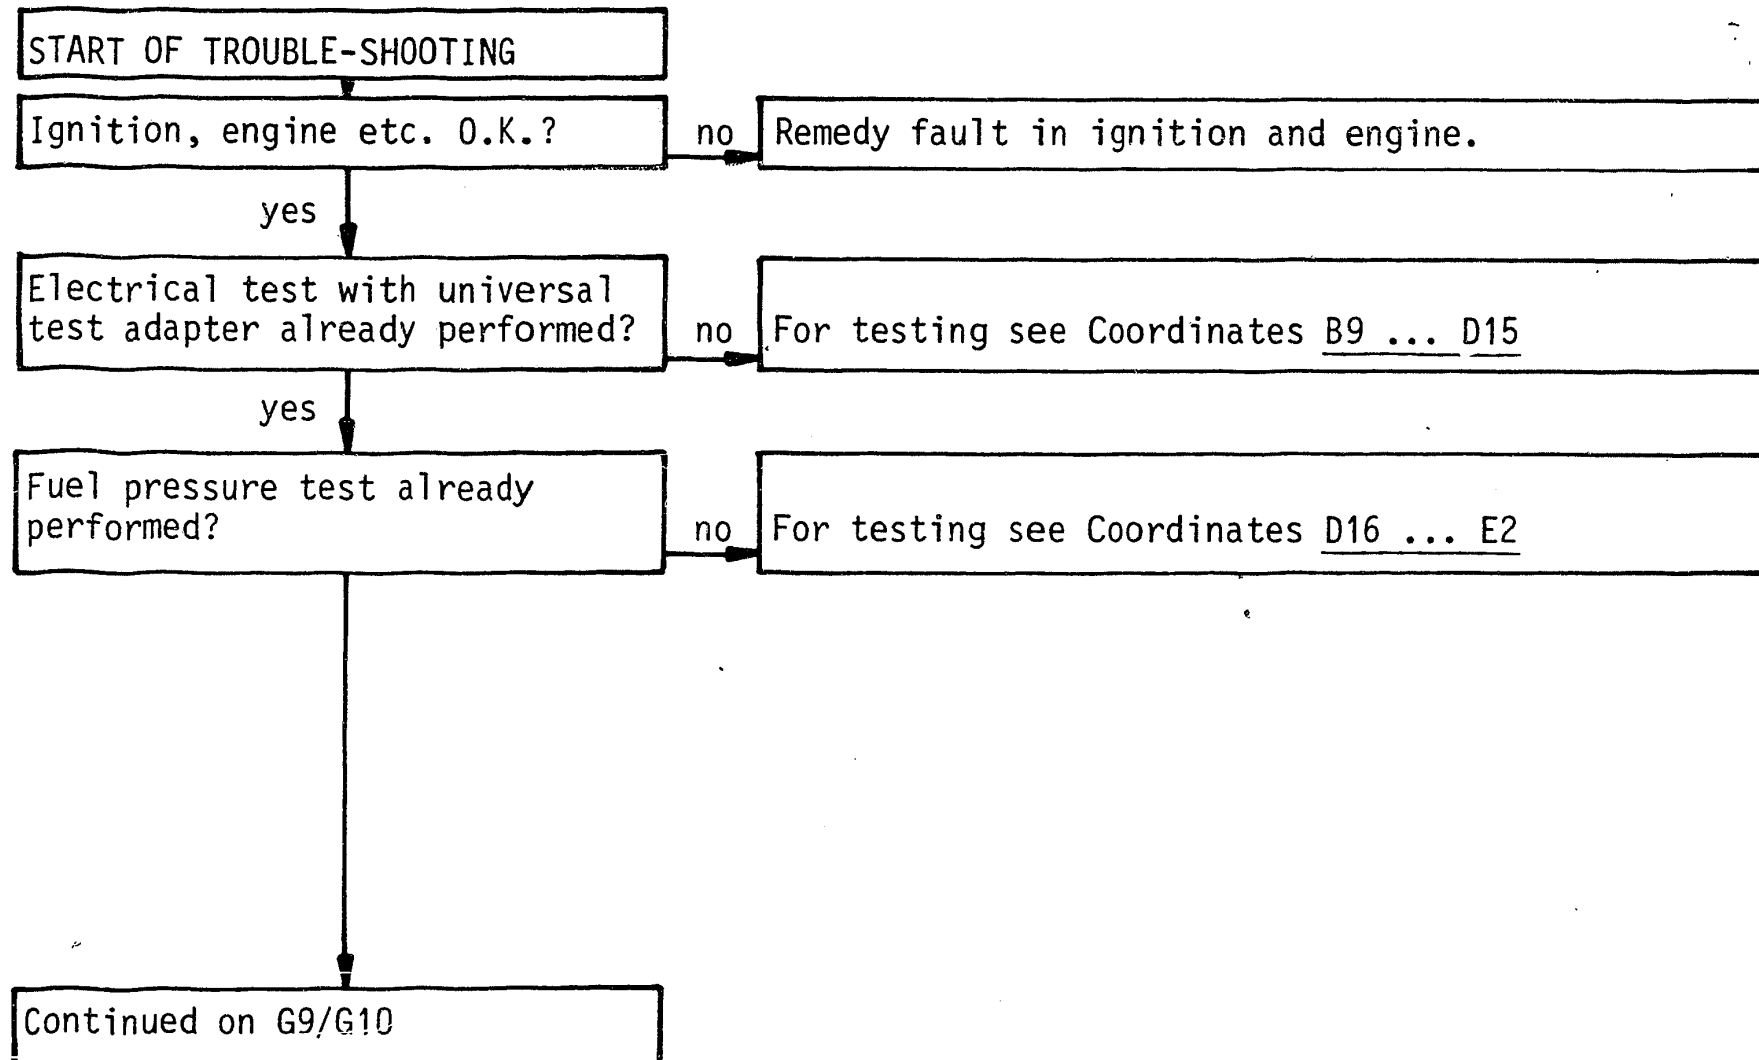 START OF TROUBLE-SHOOTING
Ignition, engine etc. O.K.?
no
Remedy fault in ignition and engine.
yes
Electrical test with universal
test adapter already performed?
no
For testing see Coordinates B9 ... D15
yes
Fuel pressure test already
performed?
no
For testing see Coordinates D16 ... E2
Continued on G9/G10